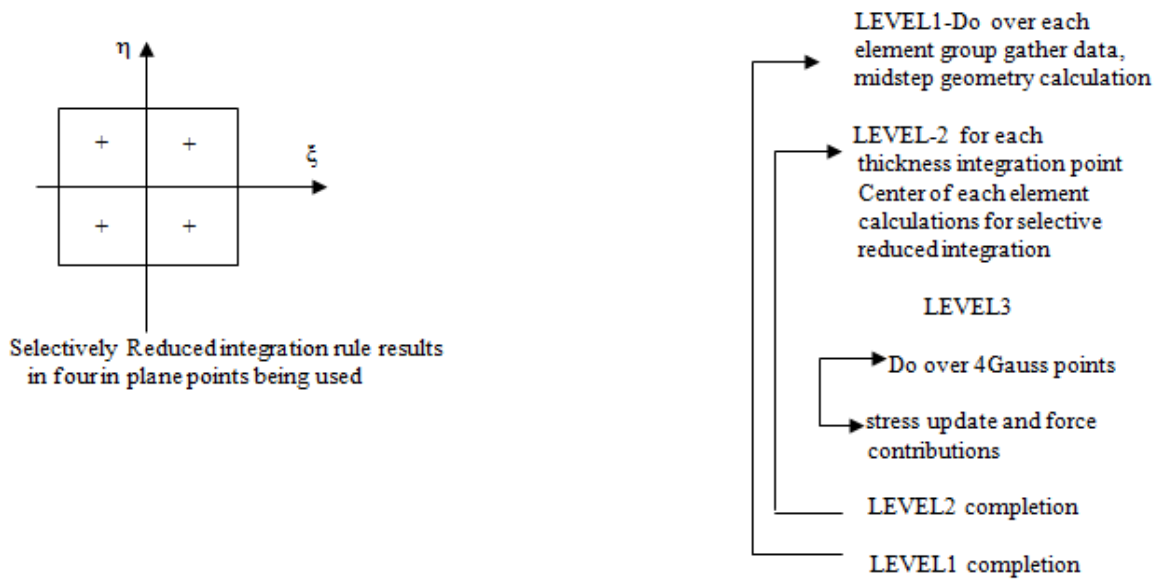 η
ξ
Selectively Reduced integration rule results
in four in plane points being used
LEVEL1-Do over each
element group gather data,
midstep geometry calculation
LEVEL-2 for each
thickness integration point
Center of each element
calculations for selective
reduced integration
LEVEL3
Do over 4 Gauss points
stress update and force
contributions
LEVEL2 completion
LEVEL1 completion